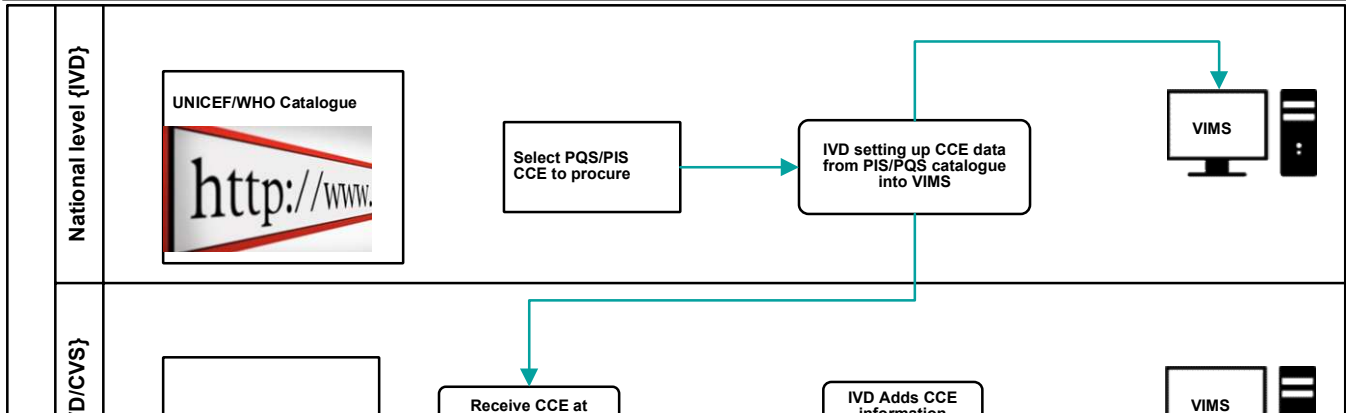 National level {IVD}
UNICEF/WHO Catalogue
http://www.
Select PQS/PIS
CCE to procure
IVD setting up CCE data
from PIS/PQS catalogue
into VIMS
VIMS
D/CVS}
Receive CCE at
IVD Adds CCE
information
VIMS